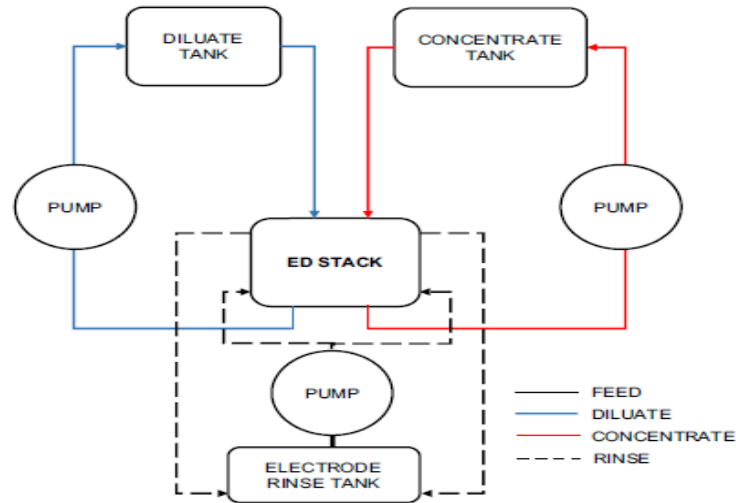 DILUATE
TANK
CONCENTRATE
TANK
PUMP
PUMP
ED STACK
PUMP
ELECTRODE
RINSE TANK
FEED
DILUATE
CONCENTRATE
RINSE